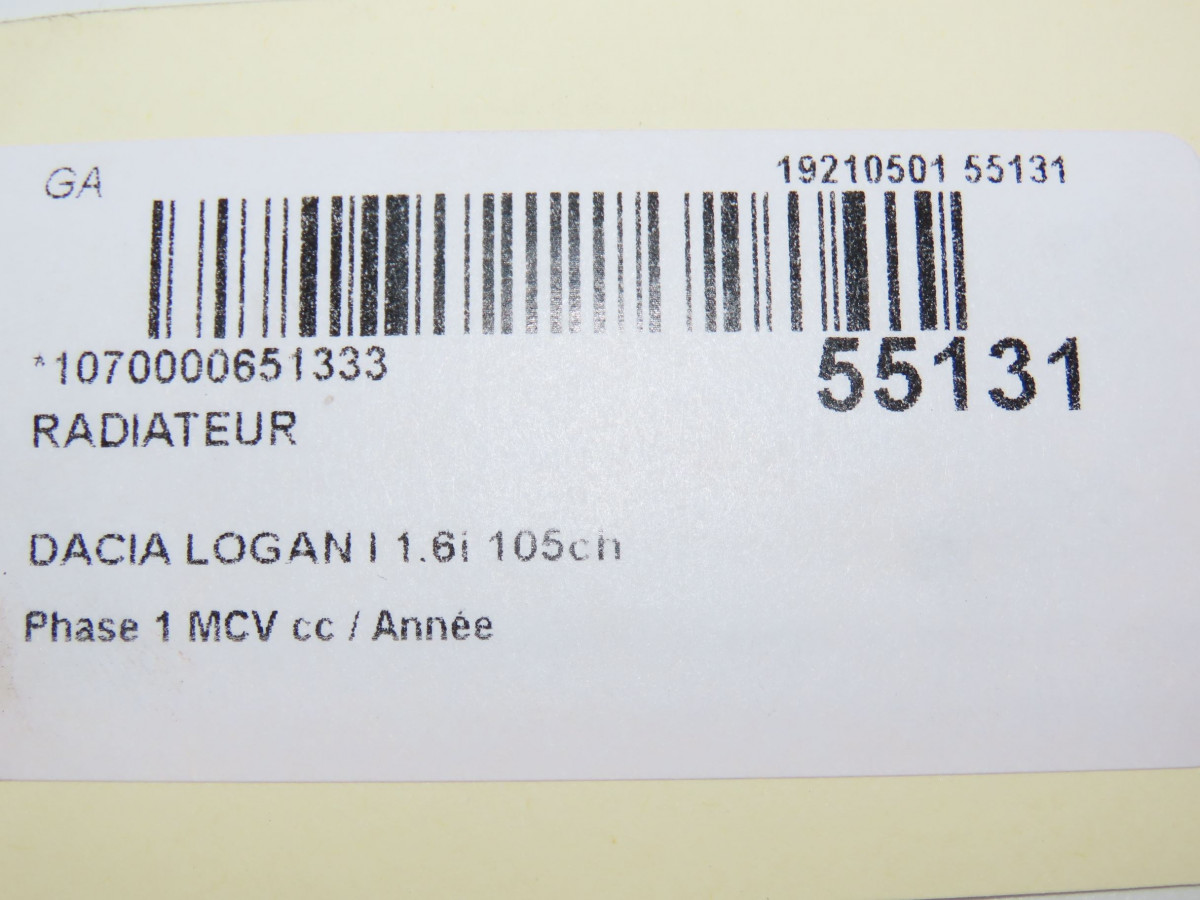 GA
19210501 55131
*1070000651333
55131
RADIATEUR
DACIA LOGAN I 1.6i 105ch
Phase 1 MCV cc / Année